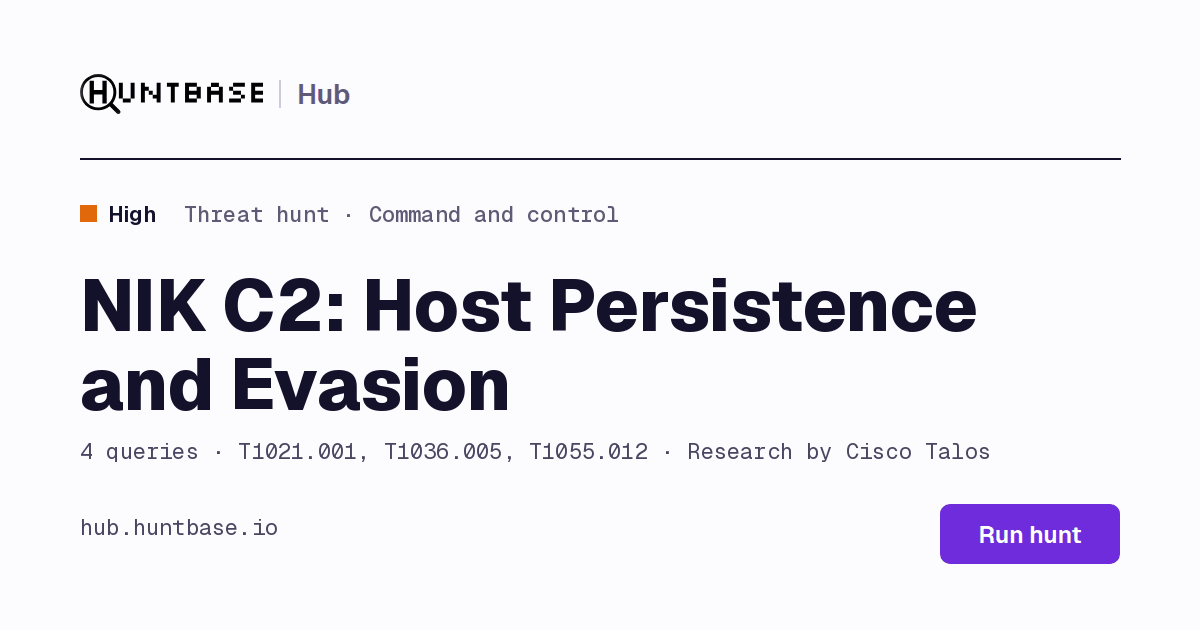 HUNTBASE | Hub
High Threat hunt · Command and control
NIK C2: Host Persistence
and Evasion
4 queries · T1021.001, T1036.005, T1055.012 · Research by Cisco Talos
hub.huntbase.io
Run hunt